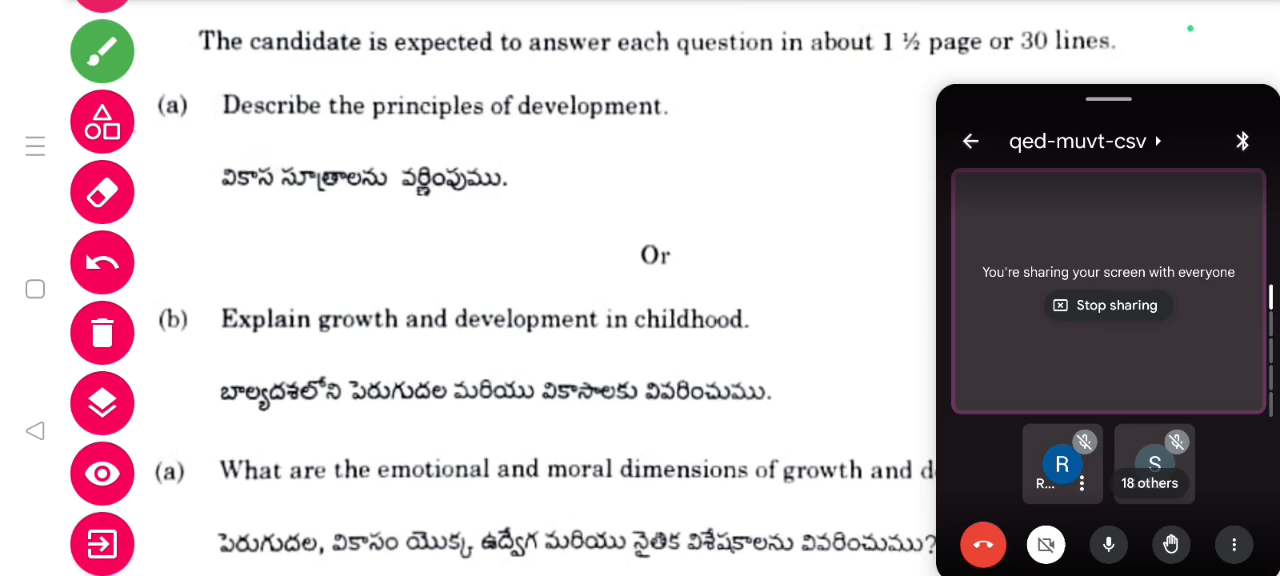 The candidate is expected to answer each question in about 1 ½ page or 30 lines.
(a) Describe the principles of development.
వికాస సూత్రాలను వర్ణింపుము.
Or
(b) Explain growth and development in childhood.
బాల్యదశలోని పెరుగుదల మరియు వికాసాలకు వివరించుము.
(a) What are the emotional and moral dimensions of growth and d
పెరుగుదల, వికాసం యొక్క ఉద్వేగ మరియు నైతిక విశేషకాలను వివరించుము?
qed-muvt-csv
You're sharing your screen with everyone
Stop sharing
R
S
R...
18 others